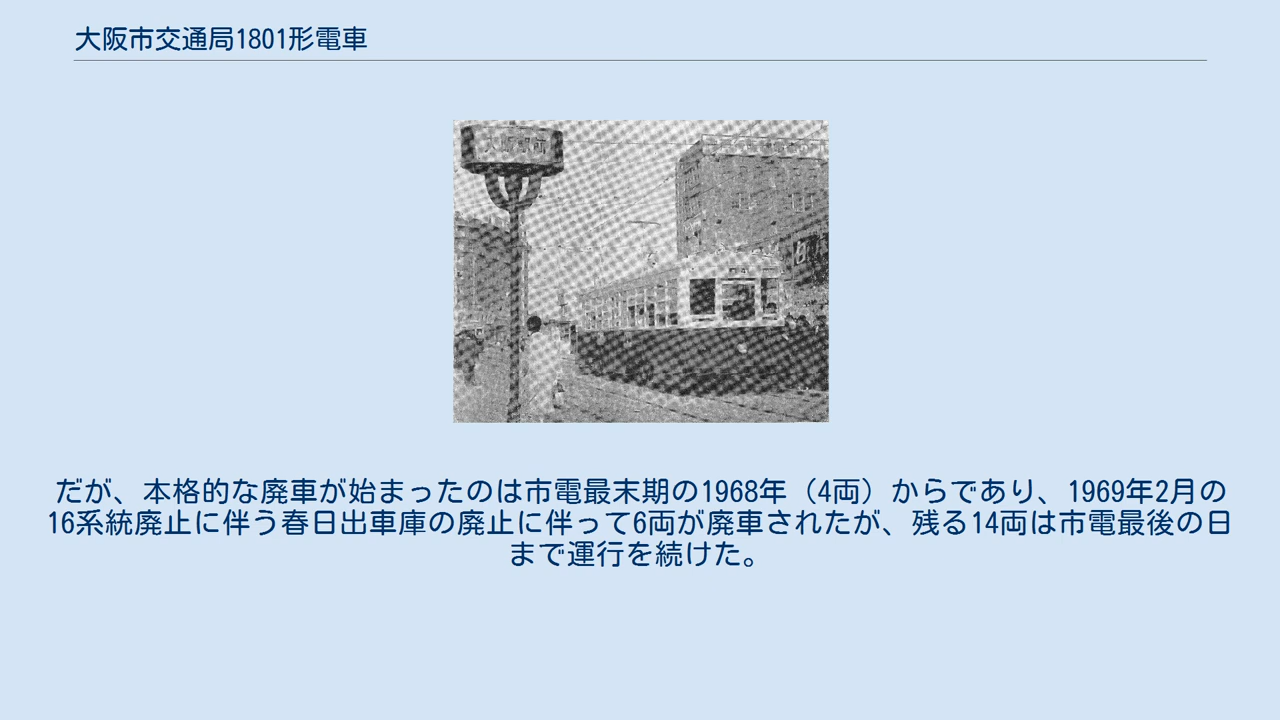 大阪市交通局1801形電車
大阪駅前
だが、本格的な廃車が始まったのは市電最末期の1968年（4両）からであり、1969年2月の
16系統廃止に伴う春日出車庫の廃止に伴って6両が廃車されたが、残る14両は市電最後の日
まで運行を続けた。